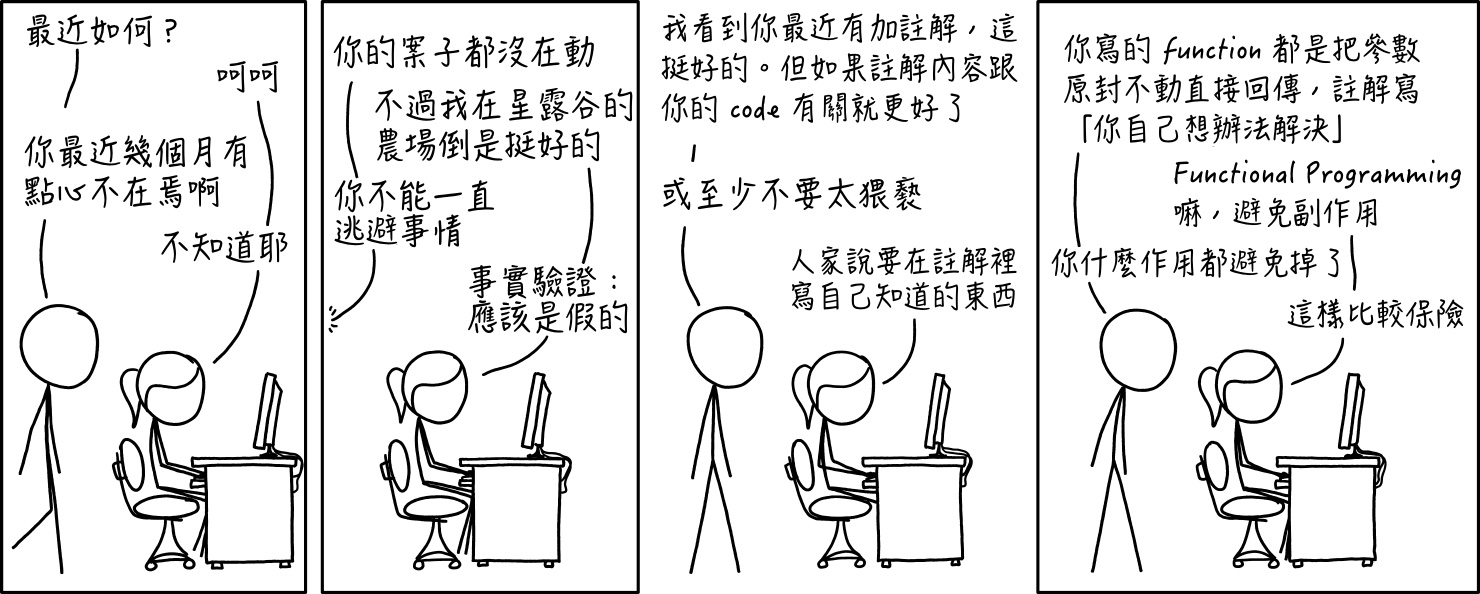 最近如何？
呵呵
你最近幾個月有
點心不在焉啊
不知道耶
你的案子都沒在動
不過我在星露谷的
農場倒是挺好的
你不能一直
逃避事情
事實驗證：
應該是假的
我看到你最近有加註解，這
挺好的。但如果註解內容跟
你的 code 有關就更好了
或至少不要太猥褻
人家說要在註解裡
寫自己知道的東西
你寫的 function 都是把參數
原封不動直接回傳，註解寫
「你自己想辦法解決」
Functional Programming
嘛，避免副作用
你什麼作用都避免掉了
這樣比較保險